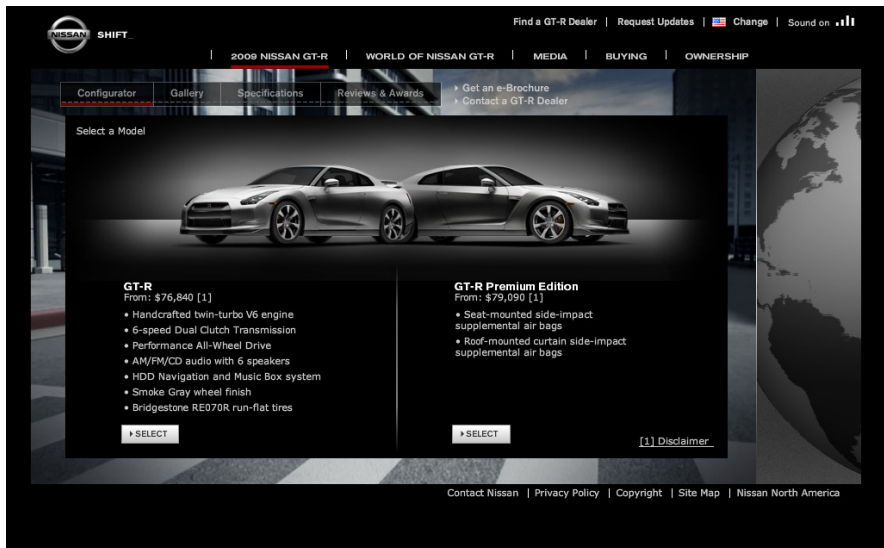 Find a GT-R Dealer | Request Updates | Change | Sound on
NISSAN SHIFT_
2009 NISSAN GT-R | WORLD OF NISSAN GT-R | MEDIA | BUYING | OWNERSHIP
Configurator Gallery Specifications Reviews & Awards
Get an e-Brochure
Contact a GT-R Dealer
Select a Model
GT-R
From: $76,840 [1]
• Handcrafted twin-turbo V6 engine
• 6-speed Dual Clutch Transmission
• Performance All-Wheel Drive
• AM/FM/CD audio with 6 speakers
• HDD Navigation and Music Box system
• Smoke Gray wheel finish
• Bridgestone RE070R run-flat tires
SELECT
GT-R Premium Edition
From: $79,090 [1]
• Seat-mounted side-impact
supplemental air bags
• Roof-mounted curtain side-impact
supplemental air bags
SELECT
[1] Disclaimer
Contact Nissan | Privacy Policy | Copyright | Site Map | Nissan North America